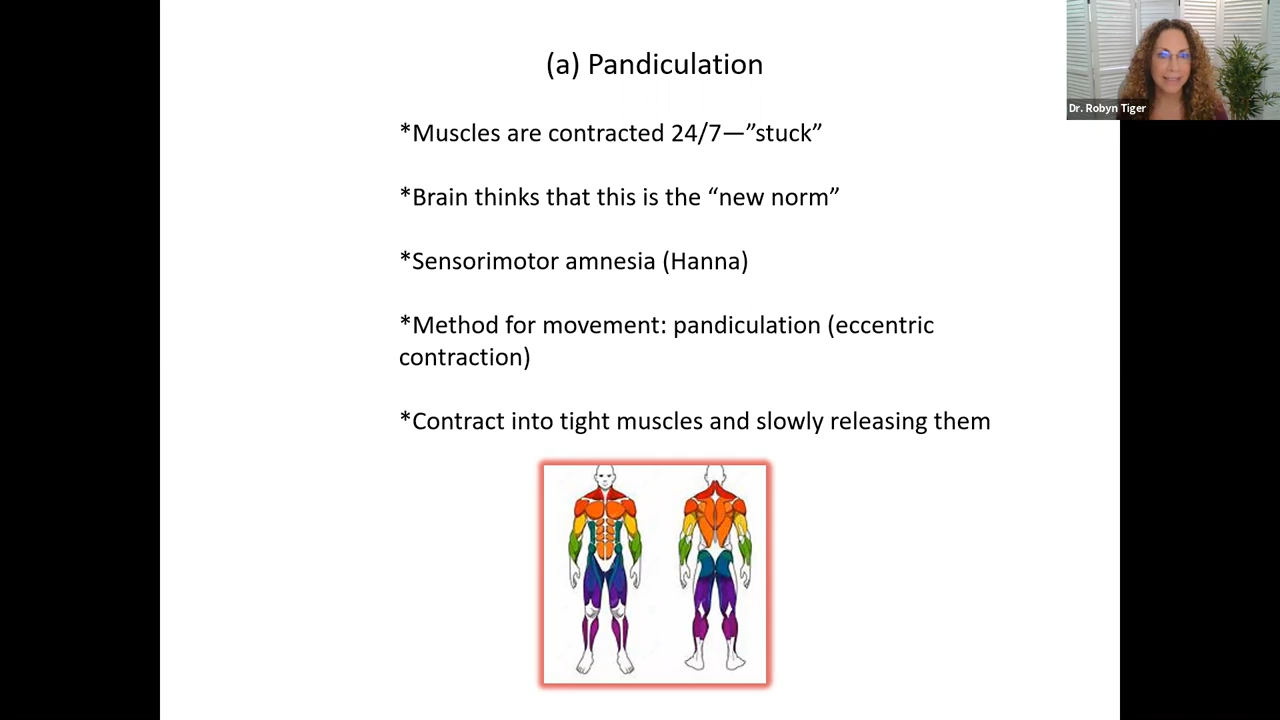 (a) Pandiculation
Dr. Robyn Tiger
*Muscles are contracted 24/7—”stuck”
*Brain thinks that this is the “new norm”
*Sensorimotor amnesia (Hanna)
*Method for movement: pandiculation (eccentric
contraction)
*Contract into tight muscles and slowly releasing them